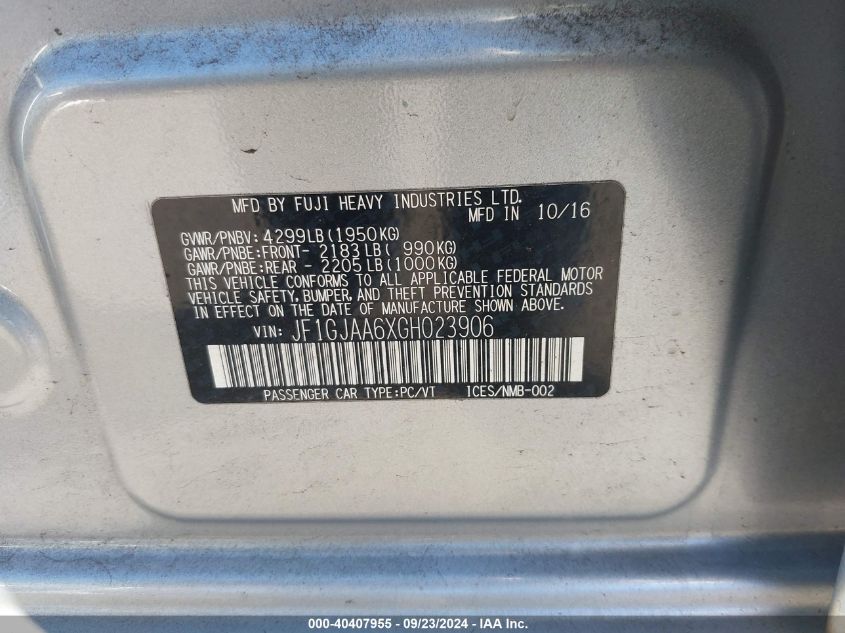 MFD BY FUJI HEAVY INDUSTRIES LTD.
MFD IN 10/16
GVWR/PNBV: 4299LB(1950KG)
GAWR/PNBE:FRONT- 2183LB( 990KG)
GAWR/PNBE:REAR - 2205LB(1000KG)
THIS VEHICLE CONFORMS TO ALL APPLICABLE FEDERAL MOTOR
VEHICLE SAFETY, BUMPER, AND THEFT PREVENTION STANDARDS
IN EFFECT ON THE DATE OF MANUFACTURE SHOWN ABOVE.
VIN: JF1GJAA6XGH023906
PASSENGER CAR TYPE:PC/VT ICES/NMB-002
000-40407955 - 09/23/2024 - IAA Inc.